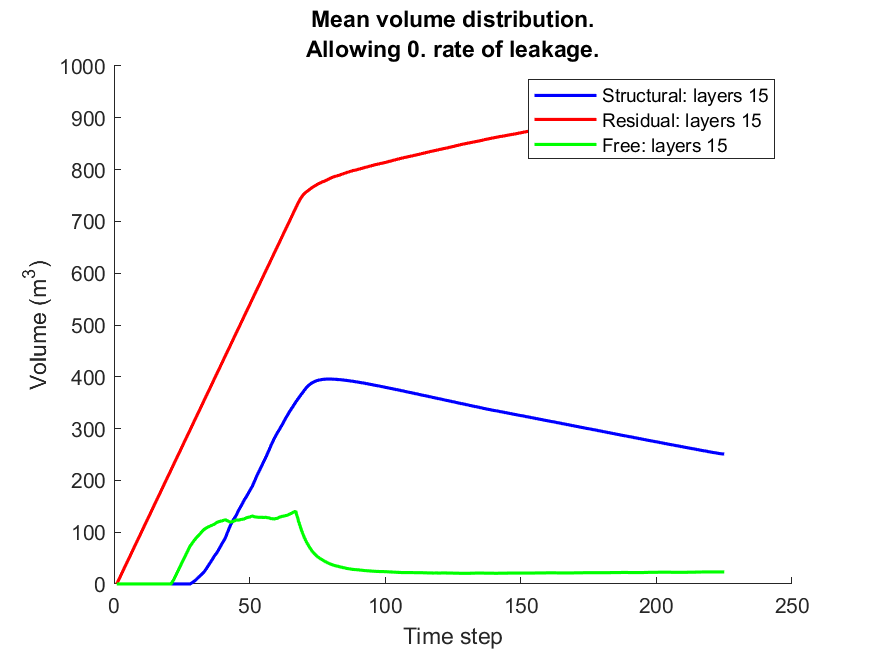 Mean volume distribution.
Allowing 0. rate of leakage.
1000
900
800
700
600
500
400
300
200
100
0
Volume (m³)
Structural: layers 15
Residual: layers 15
Free: layers 15
0
50
100
150
200
250
Time step